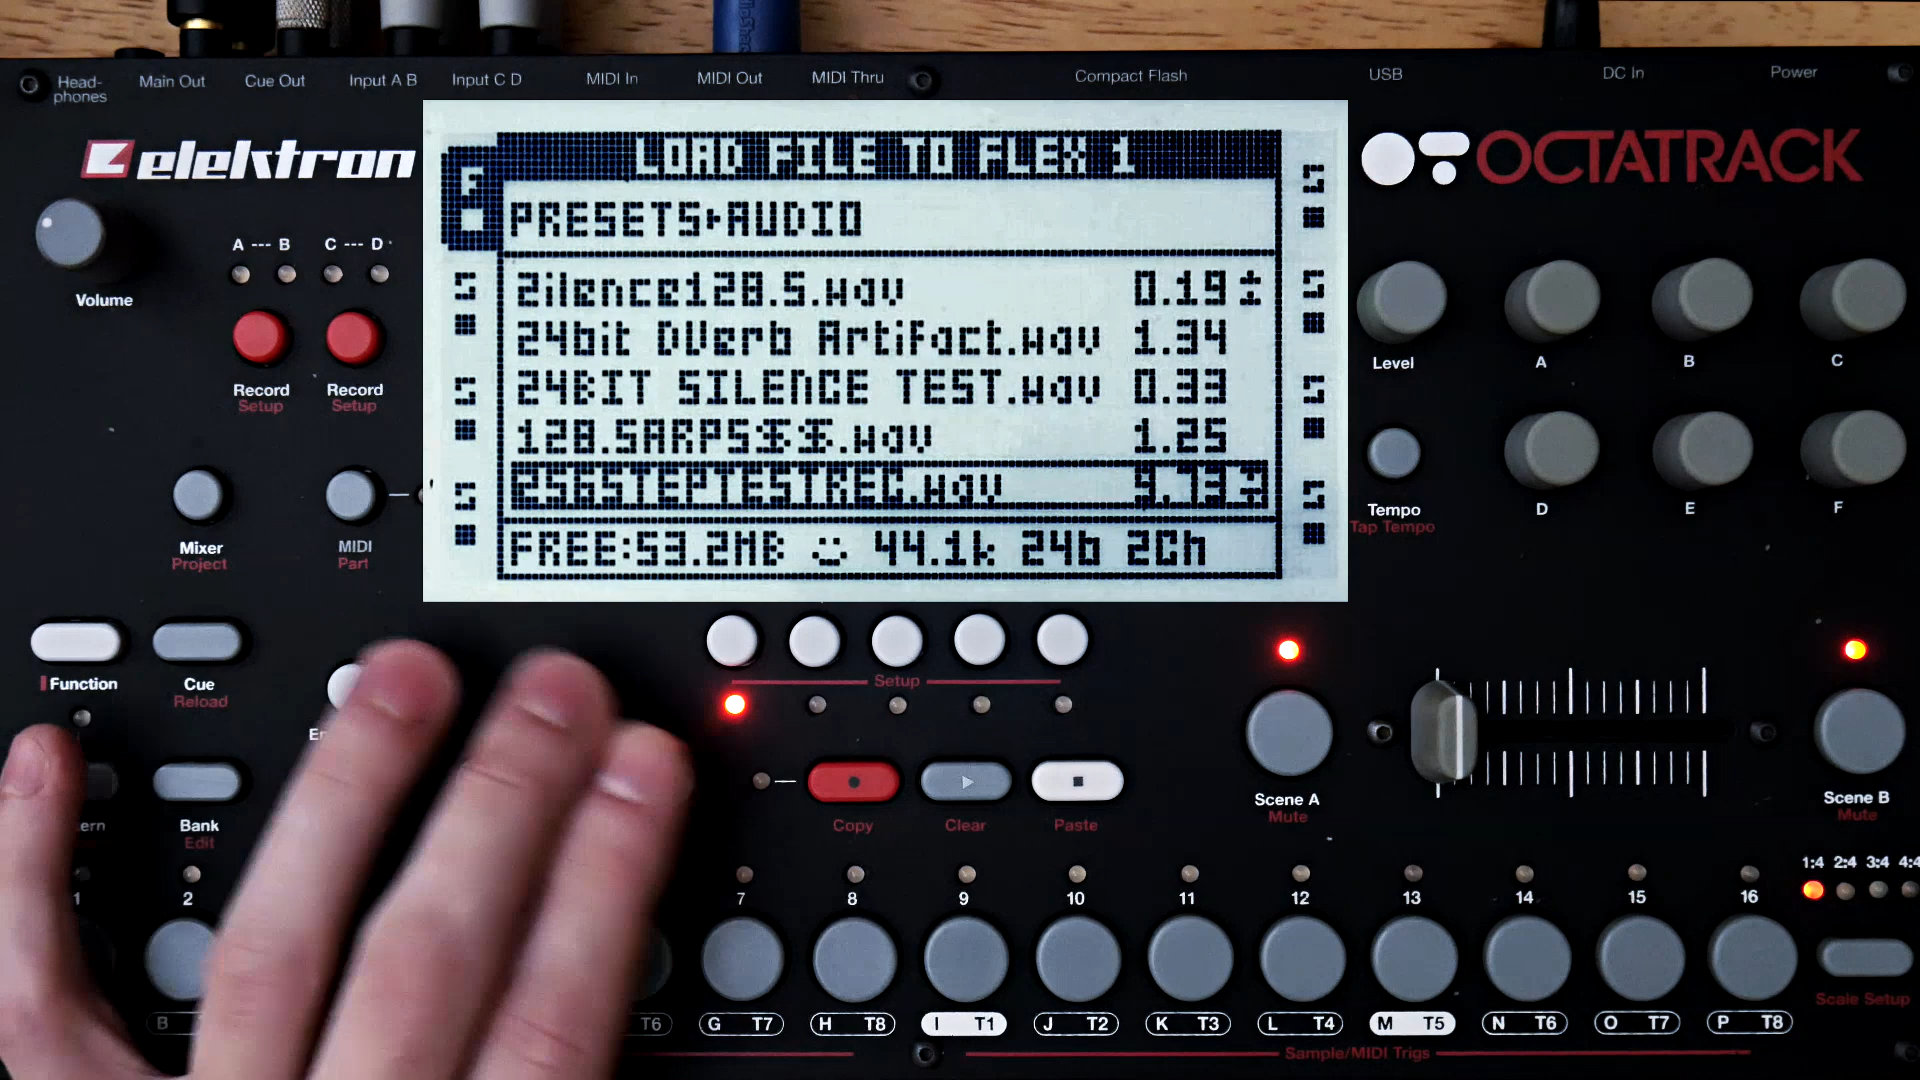 Head-
phones
Main Out
Cue Out
Input A B
Input C D
MIDI In
MIDI Out
MIDI Thru
Compact Flash
USB
DC In
Power
elektron
OCTATRACK
LOAD FILE TO FLEX 1
PRESETS▸AUDIO
2ilence128.S.wav 0.19
24bit DVerb Artifact.wav 1.34
24BIT SILENCE TEST.wav 0.33
128.SARPS.wav 1.25
256STEPTESTREC.wav 9.73
FREE:53.2MB 44.1k 24b 2Ch
Volume
A --- B C --- D
Record
Setup
Record
Setup
Mixer
Project
MIDI
Part
Level
A
B
C
Tempo
Tap Tempo
D
E
F
Function
Cue
Reload
Setup
Bank
Edit
Copy
Clear
Paste
Scene A
Mute
Scene B
Mute
1:4 2:4 3:4 4:4
1 2 7 8 9 10 11 12 13 14 15 16
Scale Setup
B T6 G T7 H T8 I T1 J T2 K T3 L T4 M T5 N T6 O T7 P T8
Sample/MIDI Trigs